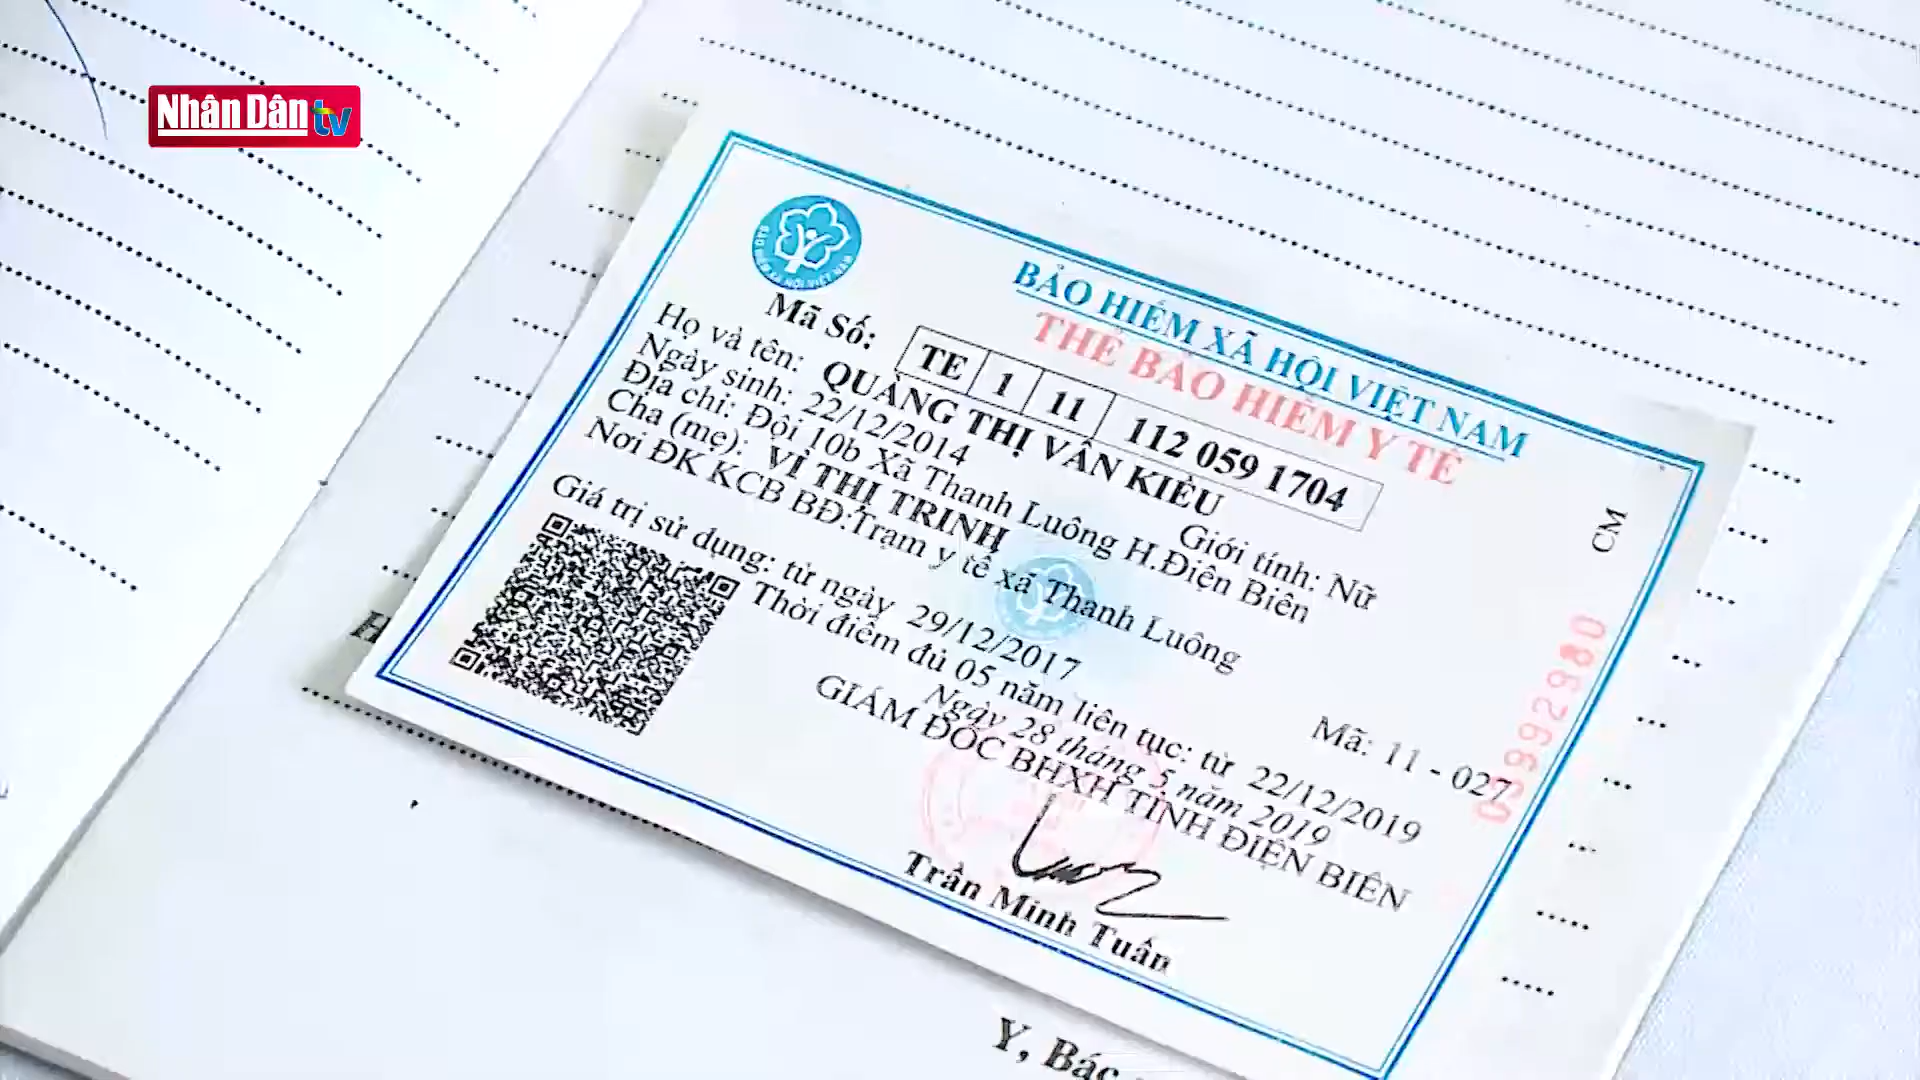 Nhân Dân tv
BẢO HIỂM XÃ HỘI VIỆT NAM
THẺ BẢO HIỂM Y TẾ
Mã Số: TE 1 11 112 059 1704
Họ và tên: QUÀNG THỊ VÂN KIỀU
Ngày sinh: 22/12/2014 Giới tính: Nữ
Địa chỉ: Đội 10b Xã Thanh Luông H.Điện Biên
Cha (mẹ): VÌ THỊ TRINH
Nơi ĐK KCB BĐ:Trạm y tế xã Thanh Luông
Mã: 11 - 027
Giá trị sử dụng: từ ngày 29/12/2017
Thời điểm đủ 05 năm liên tục: từ 22/12/2019
Ngày 28 tháng 5 năm 2019
GIÁM ĐỐC BHXH TỈNH ĐIỆN BIÊN
Trần Minh Tuấn
CM
03992980
Y, Bác